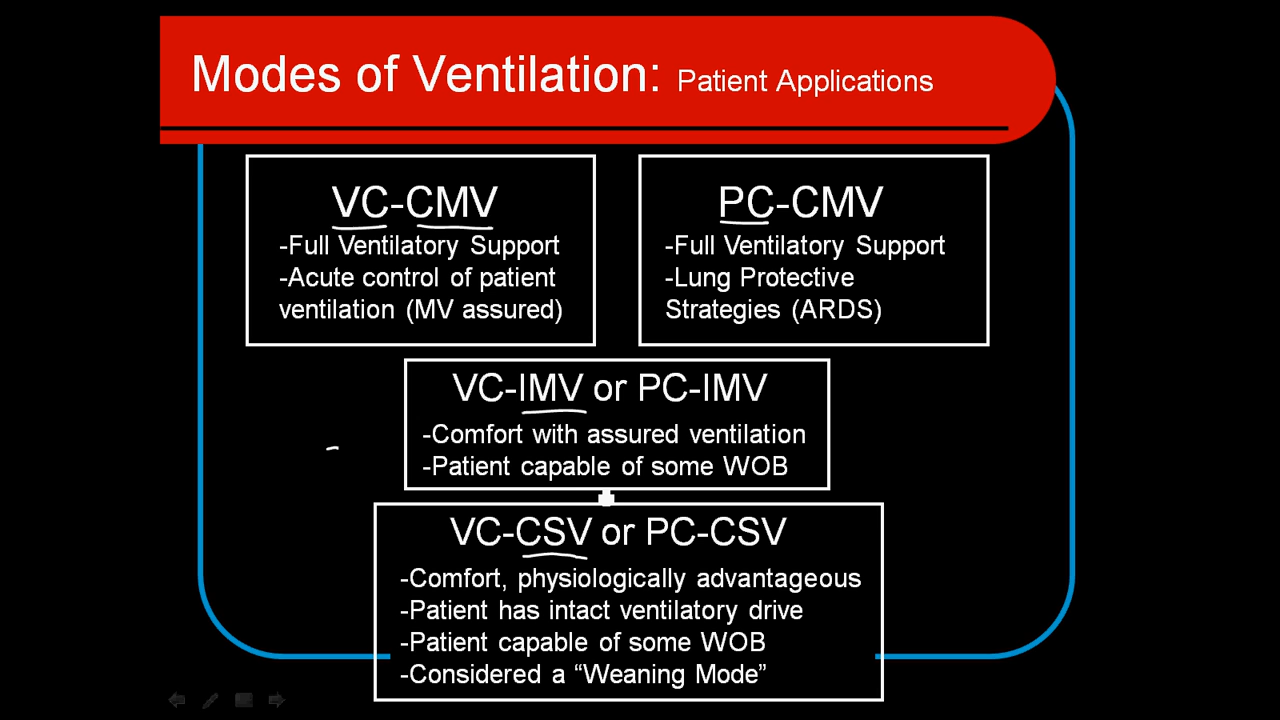 Modes of Ventilation: Patient Applications
VC-CMV
-Full Ventilatory Support
-Acute control of patient
ventilation (MV assured)
PC-CMV
-Full Ventilatory Support
-Lung Protective
Strategies (ARDS)
VC-IMV or PC-IMV
-Comfort with assured ventilation
-Patient capable of some WOB
VC-CSV or PC-CSV
-Comfort, physiologically advantageous
-Patient has intact ventilatory drive
-Patient capable of some WOB
-Considered a “Weaning Mode”